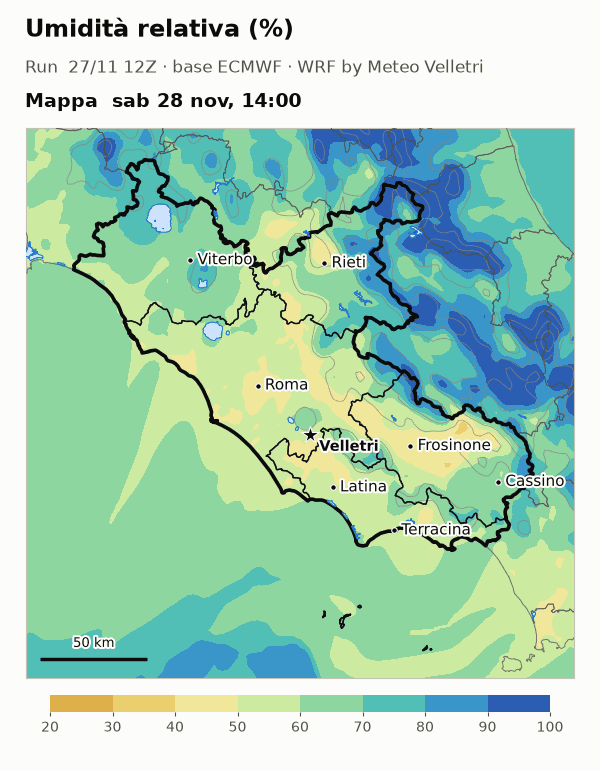 Umidità relativa (%)
Run  27/11 12Z · base ECMWF · WRF by Meteo Velletri
Mappa  sab 28 nov, 14:00
Viterbo
Rieti
Roma
Velletri
Frosinone
Cassino
Latina
Terracina
50 km
20 30 40 50 60 70 80 90 100